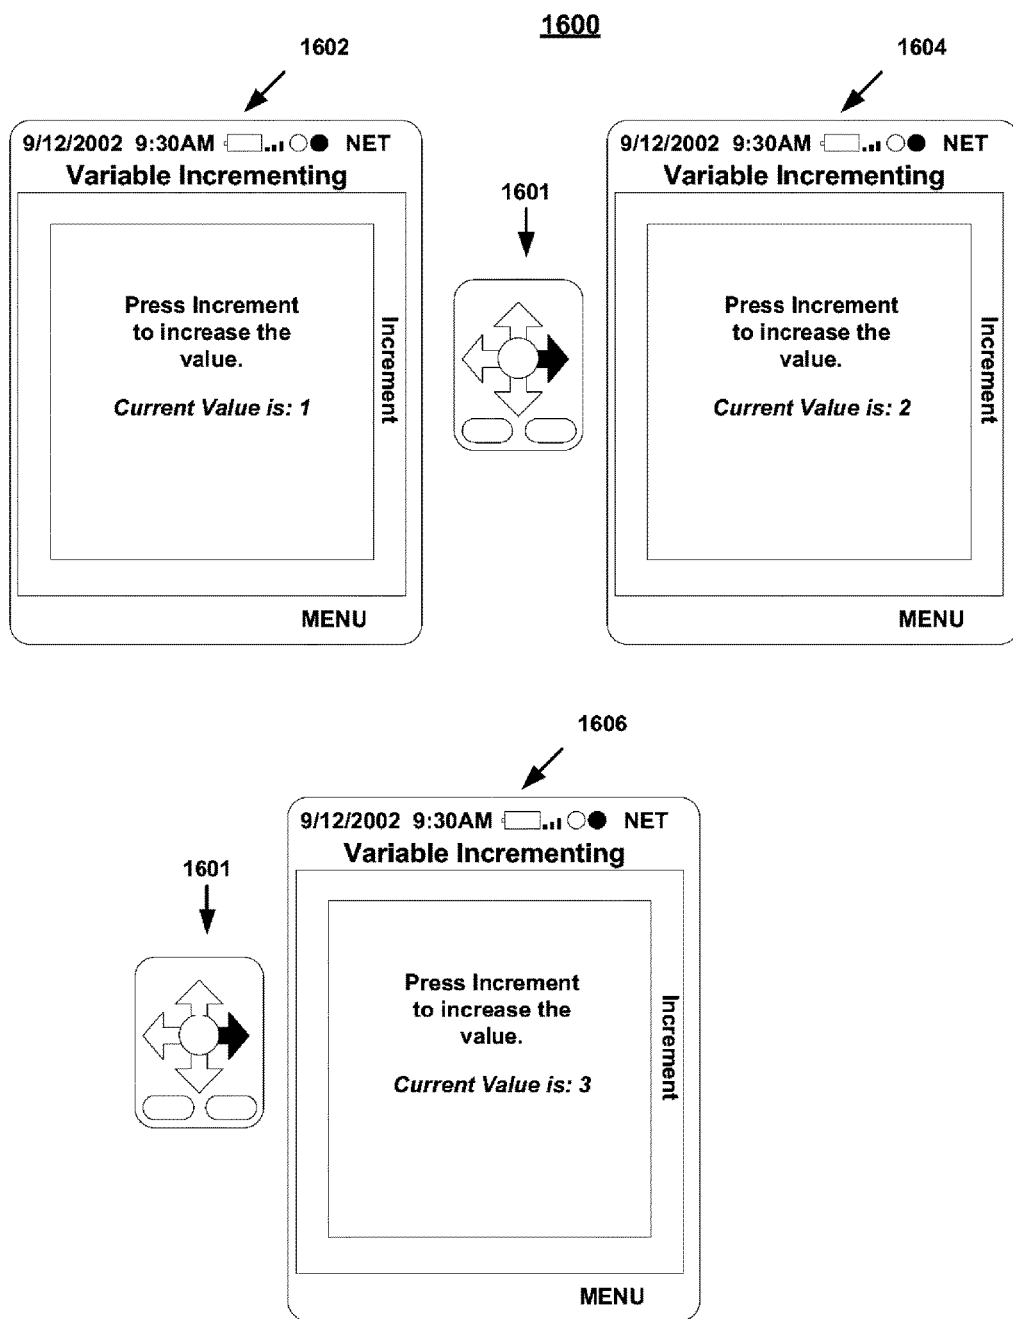 1600
1602
1604
9/12/2002 9:30AM NET
Variable Incrementing
Press Increment
to increase the
value.
Current Value is: 1
Increment
MENU
1601
9/12/2002 9:30AM NET
Variable Incrementing
Press Increment
to increase the
value.
Current Value is: 2
Increment
MENU
1606
1601
9/12/2002 9:30AM NET
Variable Incrementing
Press Increment
to increase the
value.
Current Value is: 3
Increment
MENU